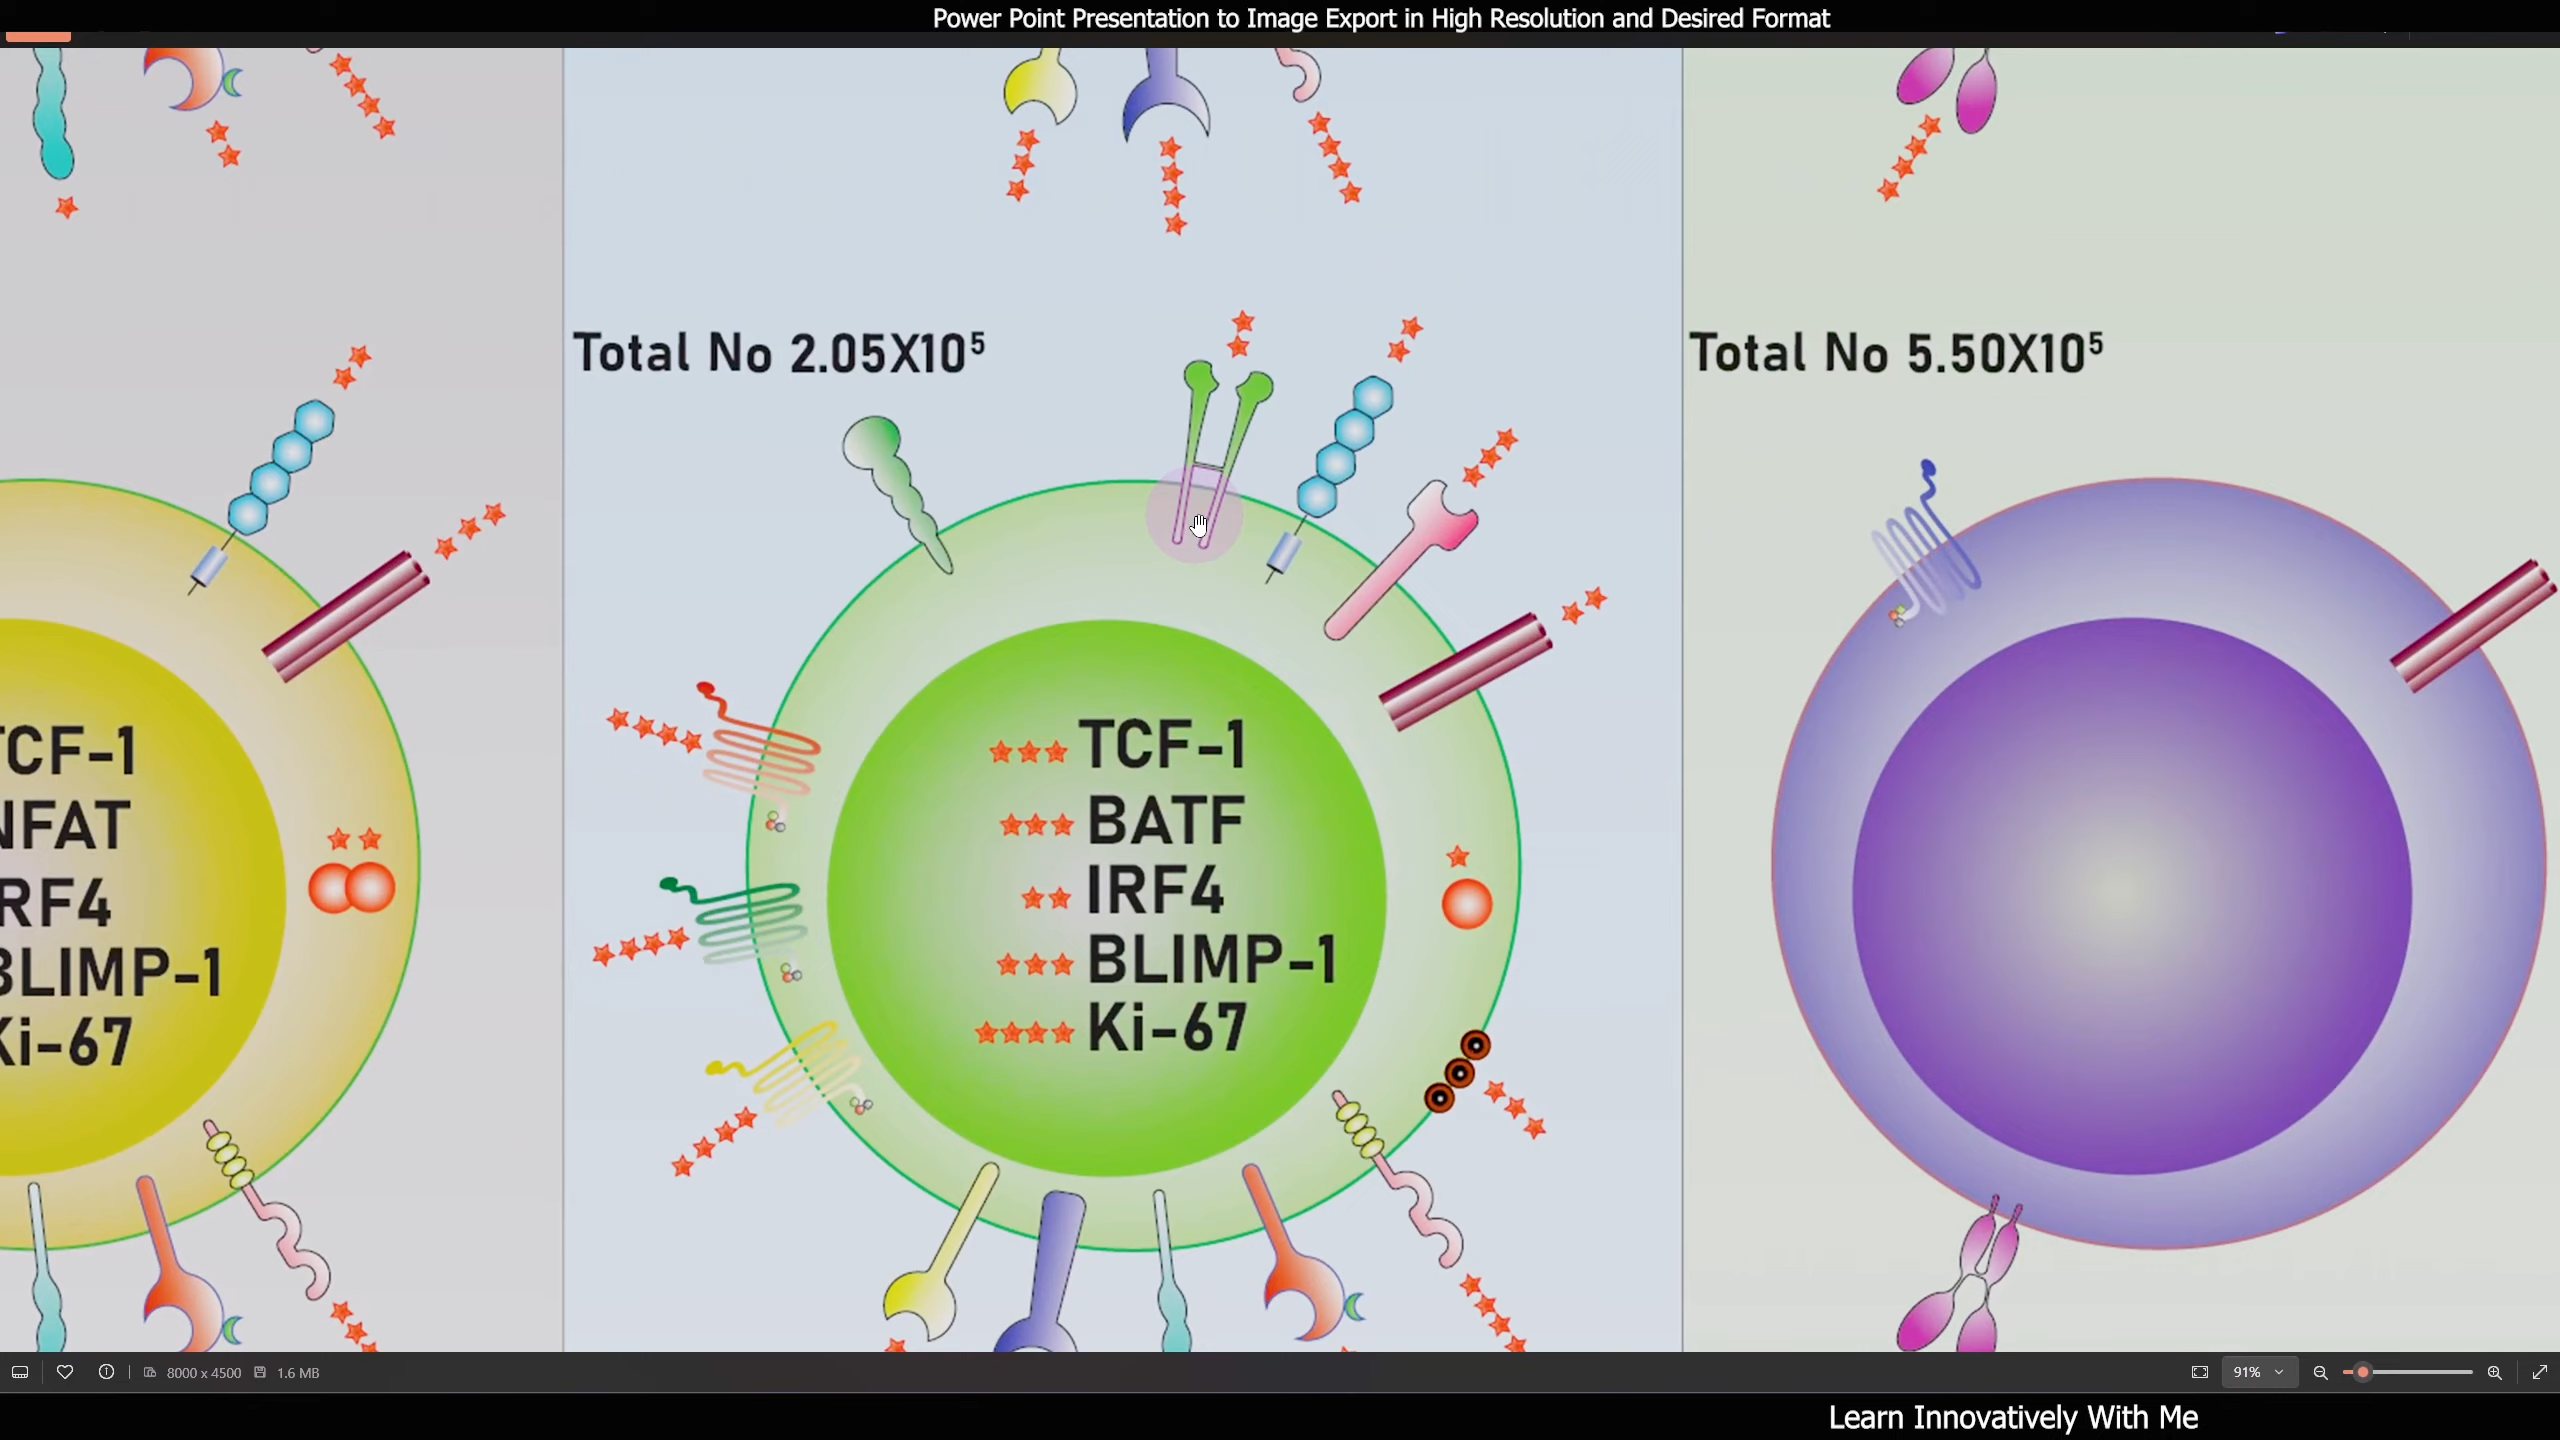 Power Point Presentation to Image Export in High Resolution and Desired Format
Total No 2.05X10⁵
Total No 5.50X10⁵
TCF-1
NFAT
IRF4
BLIMP-1
Ki-67
TCF-1
BATF
IRF4
BLIMP-1
Ki-67
8000 x 4500
1.6 MB
91%
Learn Innovatively With Me